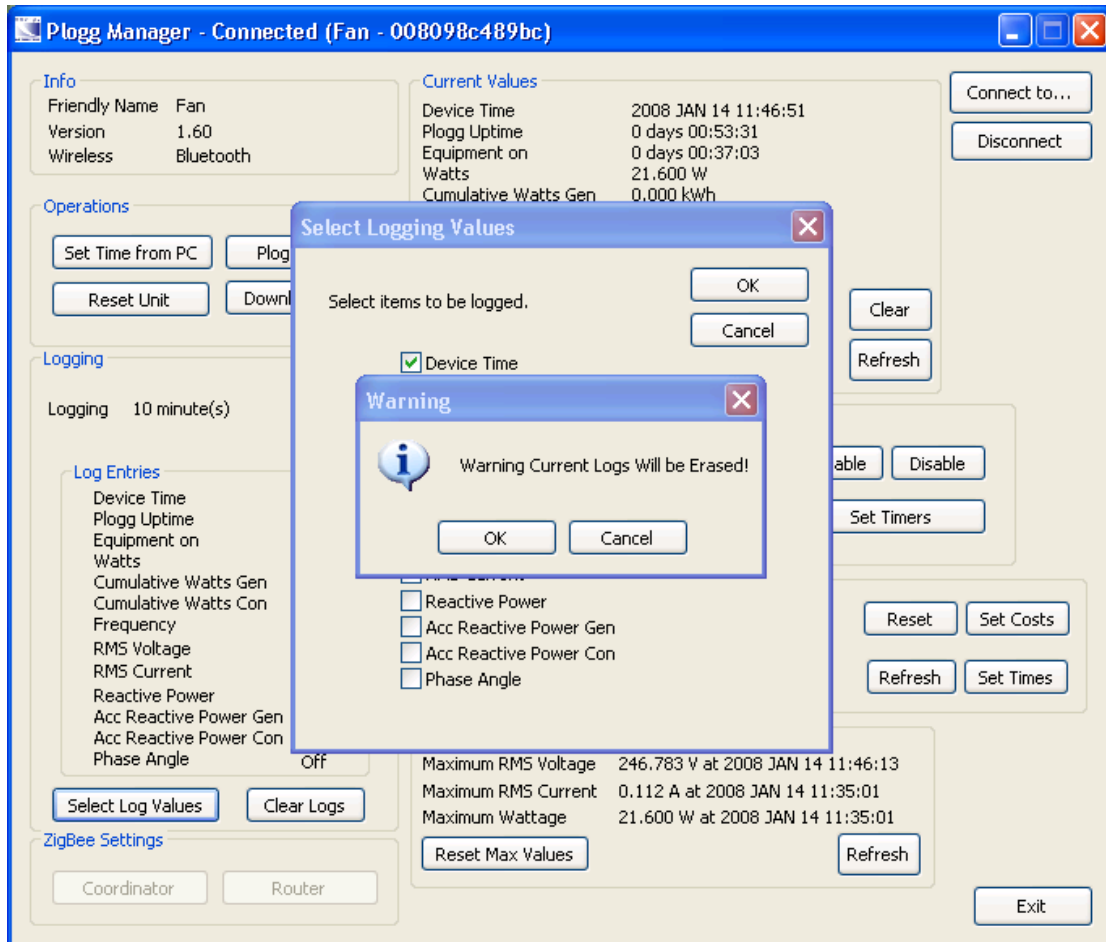 Plogg Manager - Connected (Fan - 008098c489bc)
Info
Friendly Name Fan
Version 1.60
Wireless Bluetooth
Current Values
Device Time 2008 JAN 14 11:46:51
Plogg Uptime 0 days 00:53:31
Equipment on 0 days 00:37:03
Watts 21.600 W
Cumulative Watts Gen 0.000 kWh
Connect to...
Disconnect
Operations
Set Time from PC Plog
Reset Unit Downl
Clear
Refresh
Select Logging Values
Select items to be logged.
OK
Cancel
Device Time
Warning
Warning Current Logs Will be Erased!
OK Cancel
RMS Current
Reactive Power
Acc Reactive Power Gen
Acc Reactive Power Con
Phase Angle
Logging
Logging 10 minute(s)
Log Entries
Device Time
Plogg Uptime
Equipment on
Watts
Cumulative Watts Gen
Cumulative Watts Con
Frequency
RMS Voltage
RMS Current
Reactive Power
Acc Reactive Power Gen
Acc Reactive Power Con
Phase Angle Off
Select Log Values Clear Logs
able Disable
Set Timers
Reset Set Costs
Refresh Set Times
Maximum RMS Voltage 246.783 V at 2008 JAN 14 11:46:13
Maximum RMS Current 0.112 A at 2008 JAN 14 11:35:01
Maximum Wattage 21.600 W at 2008 JAN 14 11:35:01
Reset Max Values Refresh
ZigBee Settings
Coordinator Router
Exit